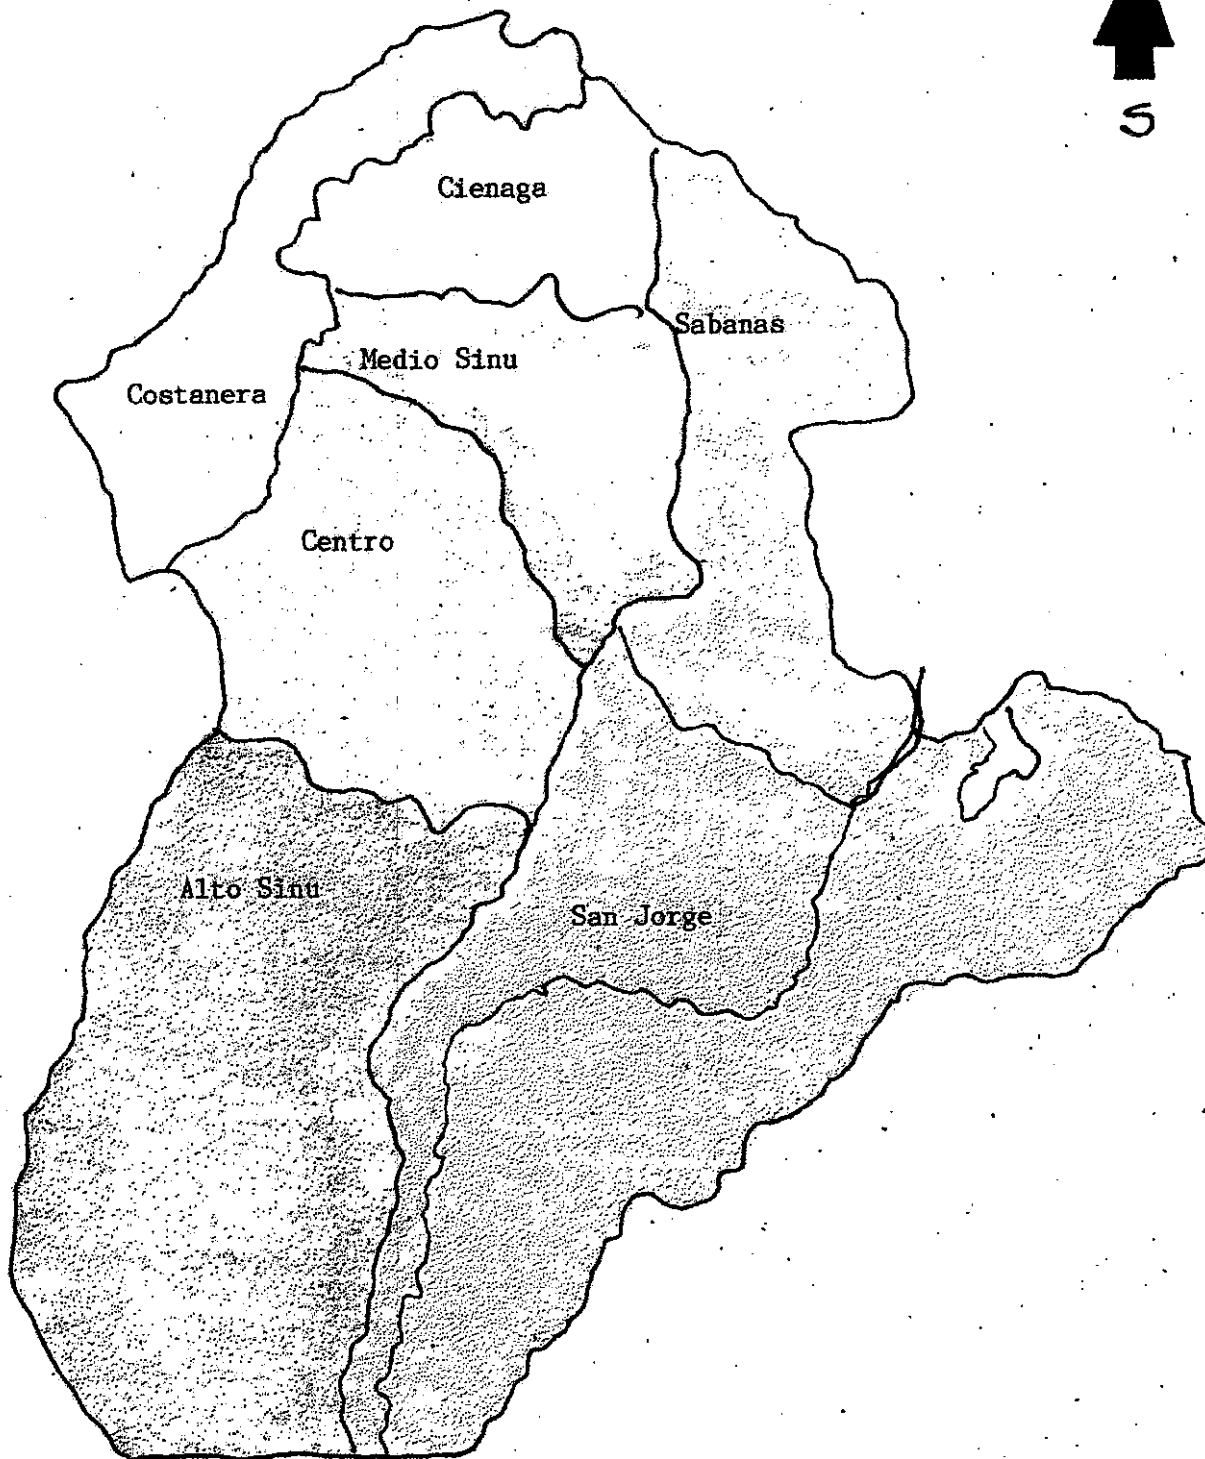 S
Cienaga
Sabanas
Medio Sinu
Costanera
Centro
Alto Sinu
San Jorge